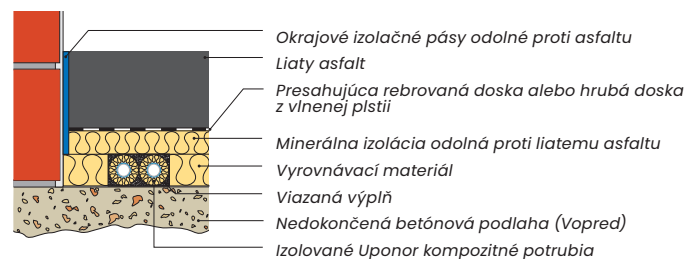 Okrajové izolačné pásy odolné proti asfaltu
Liaty asfalt
Presahujúca rebrovaná doska alebo hrubá doska
z vlnenej plstii
Minerálna izolácia odolná proti liatemu asfaltu
Vyrovnávací materiál
Viazaná výplň
Nedokončená betónová podlaha (Vopred)
Izolované Uponor kompozitné potrubia